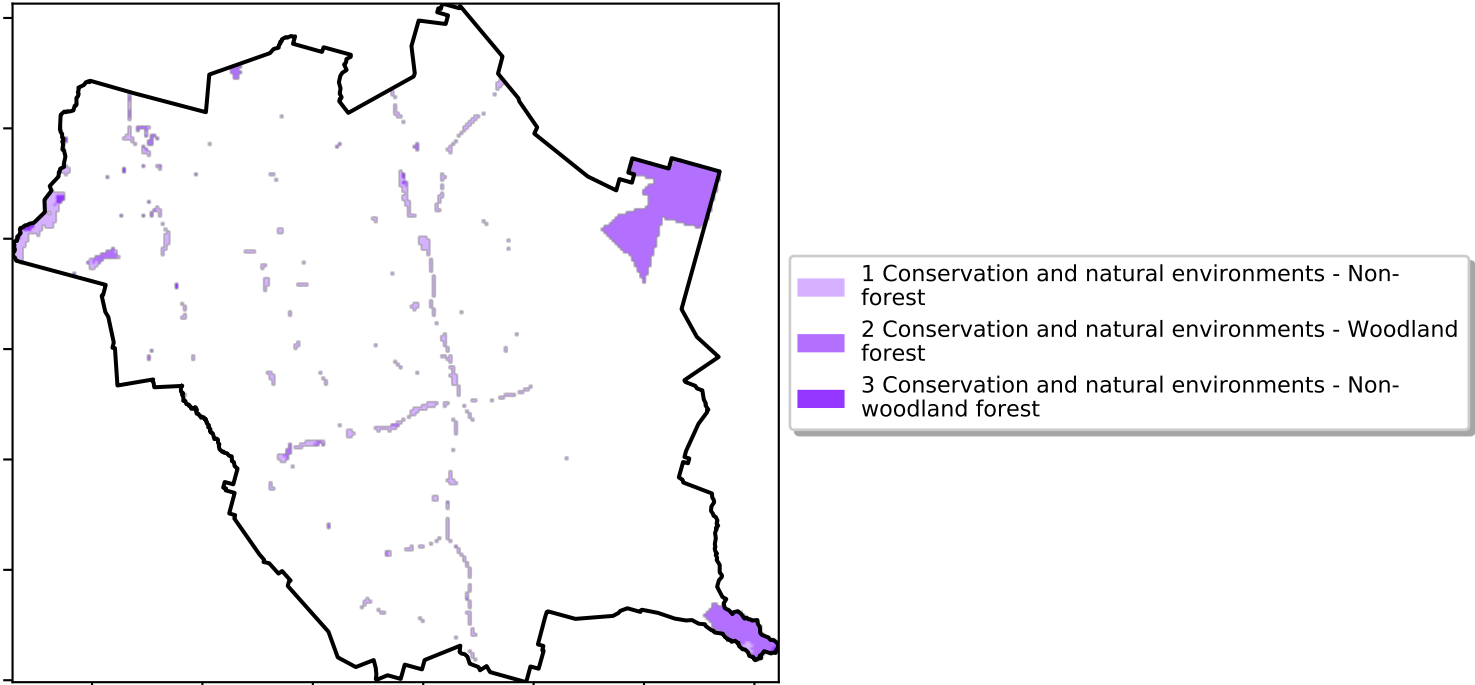 1 Conservation and natural environments - Non-
forest
2 Conservation and natural environments - Woodland
forest
3 Conservation and natural environments - Non-
woodland forest